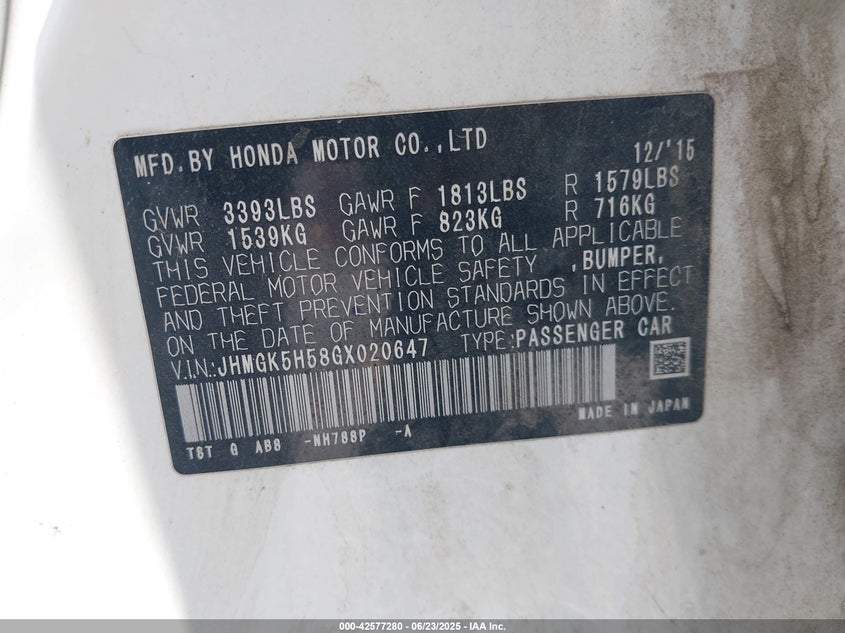 MFD.BY HONDA MOTOR CO.,LTD 12/'15
GVWR 3393LBS GAWR F 1813LBS R 1579LBS
GVWR 1539KG GAWR F 823KG R 716KG
THIS VEHICLE CONFORMS TO ALL APPLICABLE
FEDERAL MOTOR VEHICLE SAFETY ,BUMPER,
AND THEFT PREVENTION STANDARDS IN EFFECT
ON THE DATE OF MANUFACTURE SHOWN ABOVE.
V.I.N.:JHMGK5H58GX020647 TYPE:PASSENGER CAR
MADE IN JAPAN
T5T G AB8 -NH788P -A
000-42577280 - 06/23/2025 - IAA Inc.